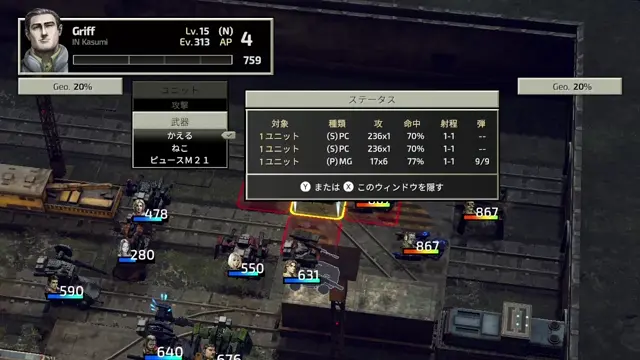 Griff
Lv. 15 (N)
4
IN Kasumi
Ev. 313 AP
759
Geo. 20%
Geo. 20%
ユニット
攻撃
武器
かえる
ねこ
ピュースM21
ステータス
対象 種類 攻 命中 射程 弾
1ユニット (S)PC 236x1 70% 1-1 --
1ユニット (S)PC 236x1 70% 1-1 --
1ユニット (P)MG 17x6 77% 1-1 9/9
Y または X このウィンドウを隠す
478
867
280
867
550
631
590
640
676